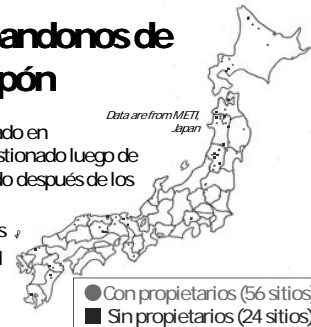 andonos de
pón
Data are from METI,
Japan
do en
stionado luego de
do después de los
s
Con propietarios (56 sitios)
Sin propietarios (24 sitios)